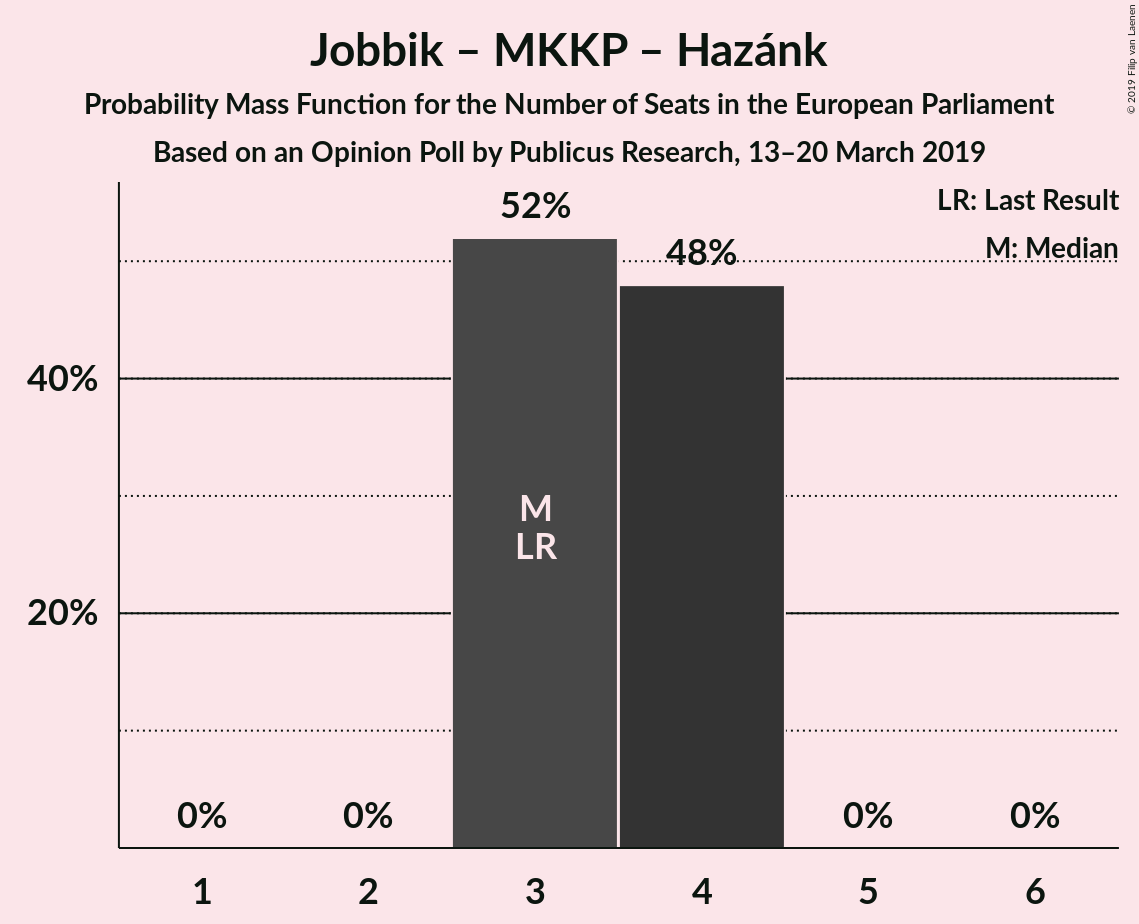 Jobbik – MKKP – Hazánk
Probability Mass Function for the Number of Seats in the European Parliament
Based on an Opinion Poll by Publicus Research, 13–20 March 2019
© 2019 Filip van Laenen
LR: Last Result
M: Median
52%
48%
40%
M
LR
20%
0%
0%
0%
0%
1
2
3
4
5
6